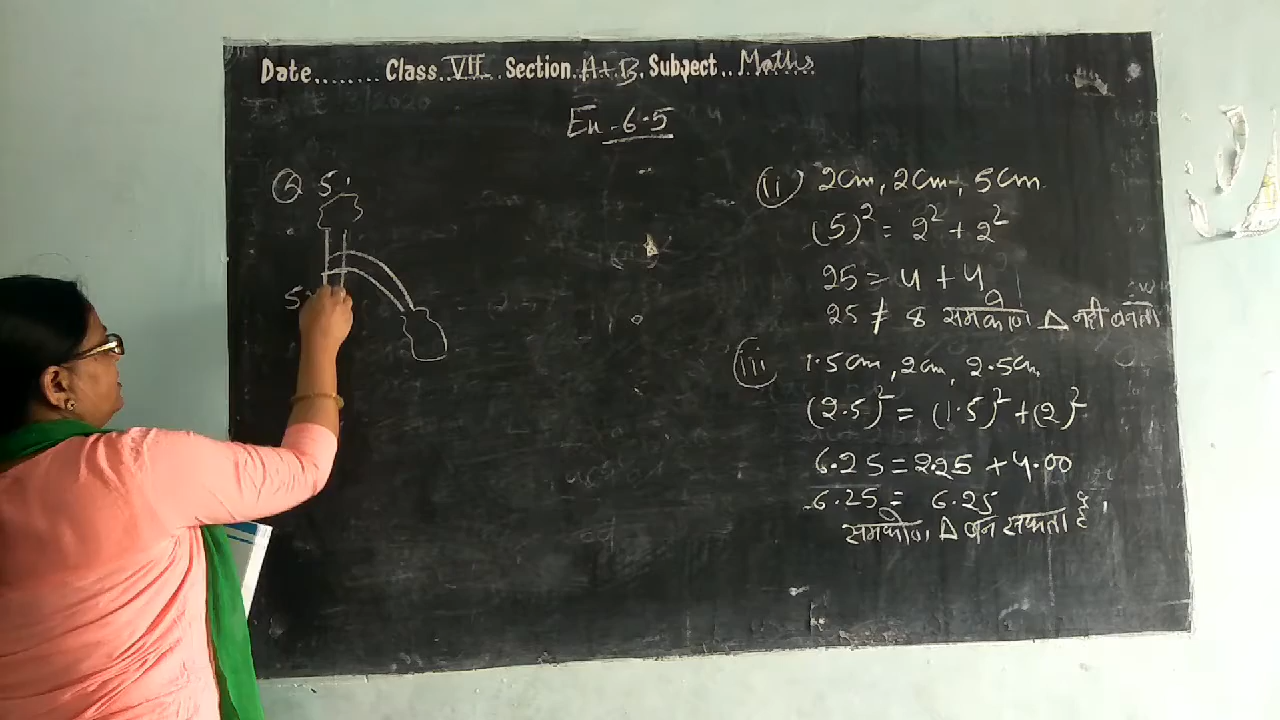 Date........ Class VII Section A+B Subject Maths
Ex - 6.5
Q 5.
5
(ii) 2cm, 2cm, 5cm
(5)² = 2² + 2²
25 = 4 + 4
25 ≠ 8 समकोण △ नहीं बनता
(iii) 1.5cm, 2cm, 2.5cm
(2.5)² = (1.5)² + (2)²
6.25 = 2.25 + 4.00
6.25 = 6.25
समकोण △ बन सकता है।